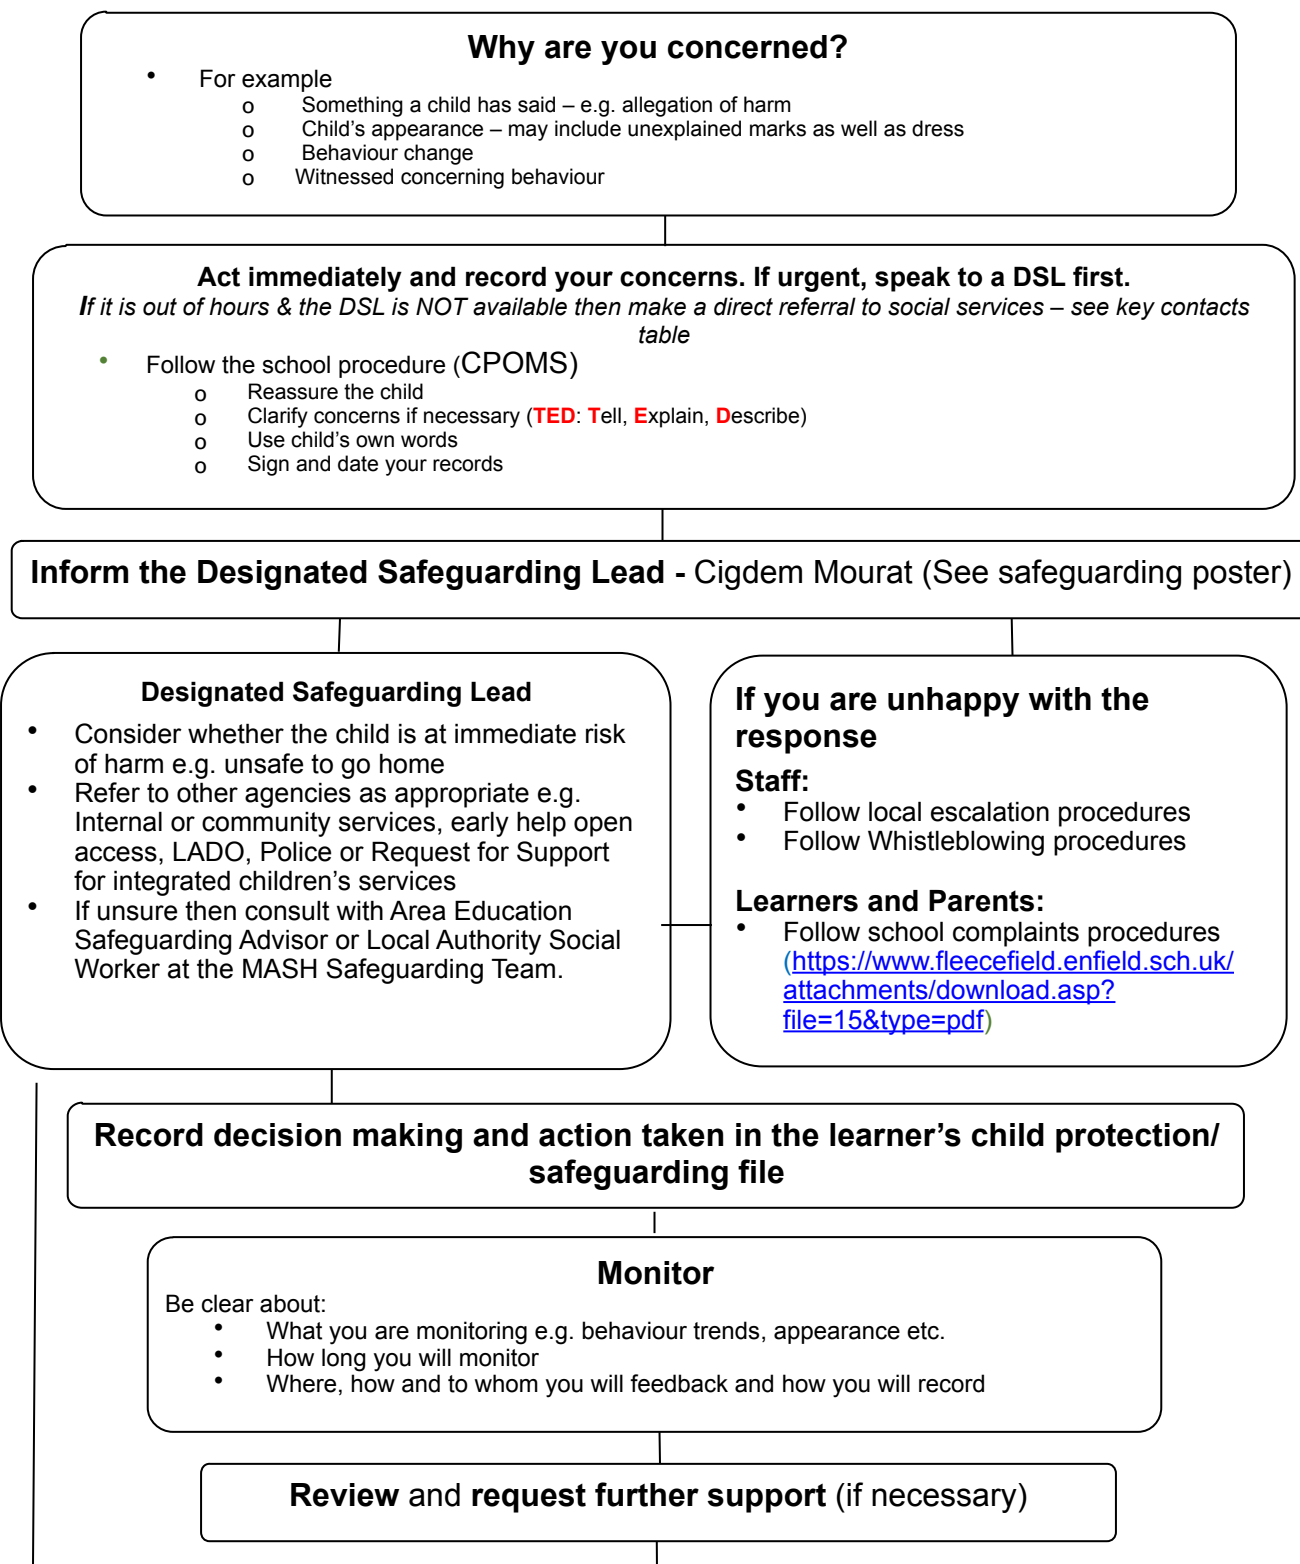 Why are you concerned?
• For example
o Something a child has said – e.g. allegation of harm
o Child's appearance – may include unexplained marks as well as dress
o Behaviour change
o Witnessed concerning behaviour
Act immediately and record your concerns. If urgent, speak to a DSL first.
If it is out of hours & the DSL is NOT available then make a direct referral to social services – see key contacts
table
• Follow the school procedure (CPOMS)
o Reassure the child
o Clarify concerns if necessary (TED: Tell, Explain, Describe)
o Use child's own words
o Sign and date your records
Inform the Designated Safeguarding Lead - Cigdem Mourat (See safeguarding poster)
Designated Safeguarding Lead
• Consider whether the child is at immediate risk
of harm e.g. unsafe to go home
• Refer to other agencies as appropriate e.g.
Internal or community services, early help open
access, LADO, Police or Request for Support
for integrated children's services
• If unsure then consult with Area Education
Safeguarding Advisor or Local Authority Social
Worker at the MASH Safeguarding Team.
If you are unhappy with the
response
Staff:
• Follow local escalation procedures
• Follow Whistleblowing procedures
Learners and Parents:
• Follow school complaints procedures
(https://www.fleecefield.enfield.sch.uk/
attachments/download.asp?
file=15&type=pdf)
Record decision making and action taken in the learner's child protection/
safeguarding file
Monitor
Be clear about:
• What you are monitoring e.g. behaviour trends, appearance etc.
• How long you will monitor
• Where, how and to whom you will feedback and how you will record
Review and request further support (if necessary)